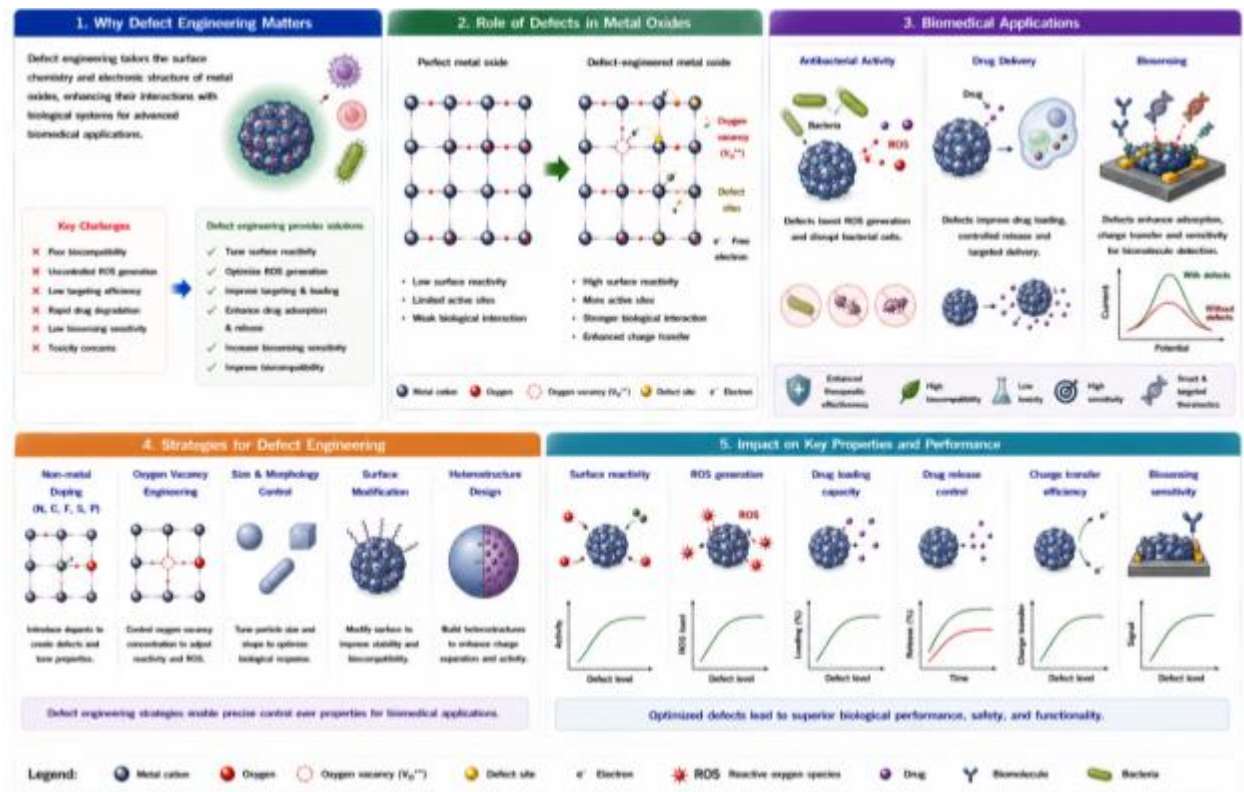 1. Why Defect Engineering Matters
Defect engineering tailors the surface
chemistry and electronic structure of metal
oxides, enhancing their interactions with
biological systems for advanced
biomedical applications.
Key Challenges
Poor biocompatibility
Uncontrolled ROS generation
Low targeting efficiency
Rapid drug degradation
Low biosensing sensitivity
Toxicity concerns
Defect engineering provides solutions
Tune surface reactivity
Optimize ROS generation
Improve targeting & loading
Enhance drug adsorption
& release
Increase biosensing sensitivity
Improve biocompatibility
2. Role of Defects in Metal Oxides
Perfect metal oxide
Defect-engineered metal oxide
Oxygen
vacancy
(V₀••)
Defect
sites
e⁻ Free
electron
• Low surface reactivity
• Limited active sites
• Weak biological interaction
• High surface reactivity
• More active sites
• Stronger biological interaction
• Enhanced charge transfer
Metal cation
Oxygen
Oxygen vacancy (V₀••)
Defect site
e⁻ Electron
3. Biomedical Applications
Antibacterial Activity
Bacteria
ROS
Defects boost ROS generation
and disrupt bacterial cells.
Drug Delivery
Drug
Defects improve drug loading,
controlled release and
targeted delivery.
Biosensing
Defects enhance adsorption,
charge transfer and sensitivity
for biomolecule detection.
Current
With defects
Without
defects
Potential
Enhanced
therapeutic
effectiveness
High
biocompatibility
Low
toxicity
High
sensitivity
Smart &
targeted
theranostics
4. Strategies for Defect Engineering
Non-metal
Doping
(N, C, F, S, P)
Introduce dopants to
create defects and
tune properties.
Oxygen Vacancy
Engineering
Control oxygen vacancy
concentration to adjust
reactivity and ROS.
Size & Morphology
Control
Tune particle size and
shape to optimize
biological response.
Surface
Modification
Modify surface to
improve stability and
biocompatibility.
Heterostructure
Design
Build heterostructures
to enhance charge
separation and activity.
Defect engineering strategies enable precise control over properties for biomedical applications.
5. Impact on Key Properties and Performance
Surface reactivity
Activity
Defect level
ROS generation
ROS
ROS level
Defect level
Drug loading
capacity
Loading (%)
Defect level
Drug release
control
Release (%)
Time
Charge transfer
efficiency
e⁻
e⁻
Charge transfer
Defect level
Biosensing
sensitivity
Signal
Defect level
Optimized defects lead to superior biological performance, safety, and functionality.
Legend:
Metal cation
Oxygen
Oxygen vacancy (V₀••)
Defect site
e⁻ Electron
ROS Reactive oxygen species
Drug
Biomolecule
Bacteria